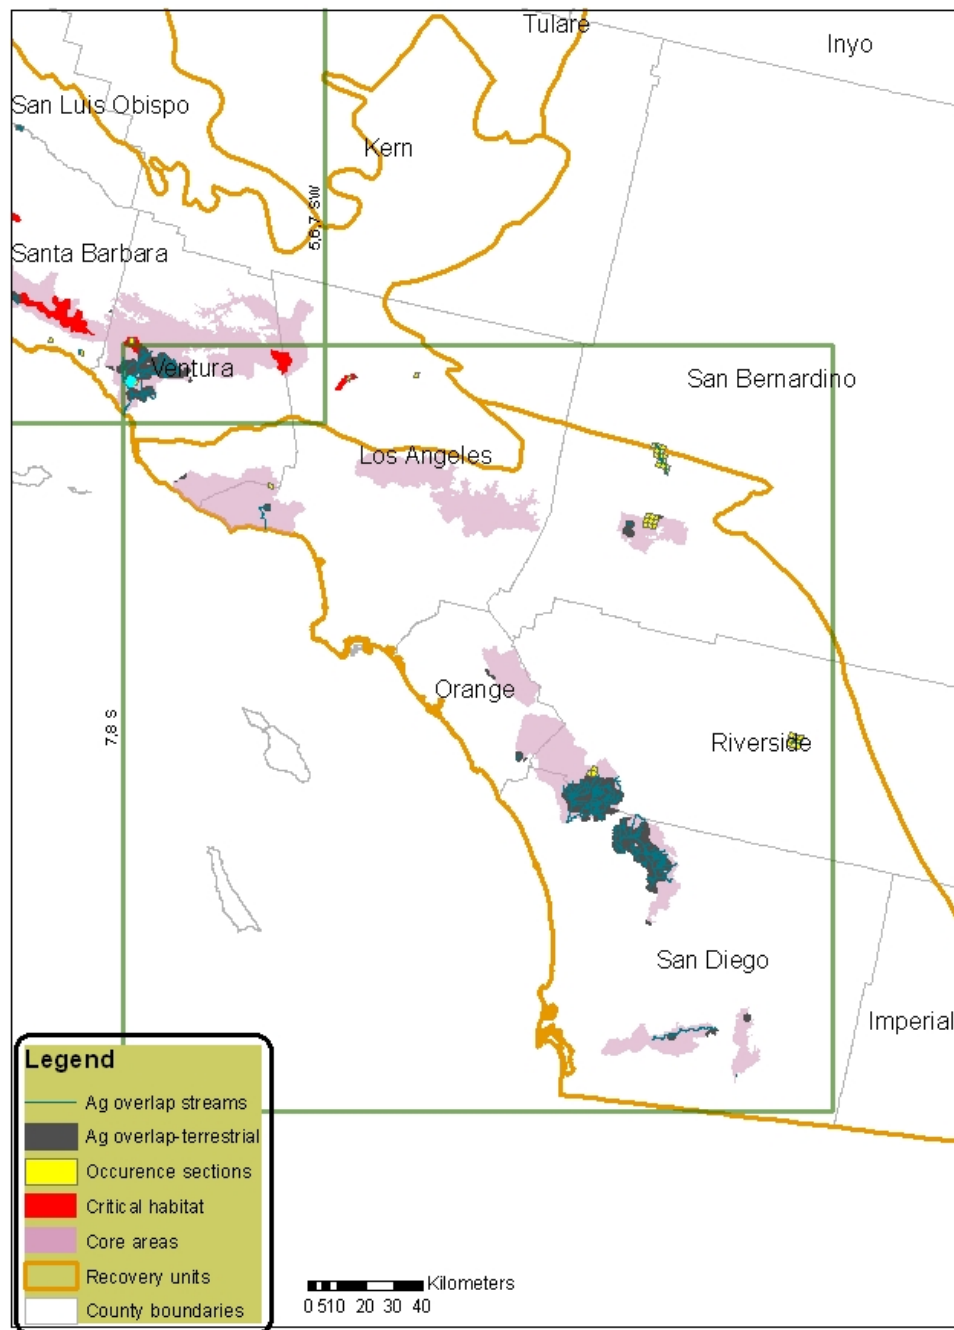 Tulare
Inyo
San Luis Obispo
Kern
5,6,7 SW
Santa Barbara
Ventura
San Bernardino
Los Angeles
Orange
7,8 S
Riverside
San Diego
Imperial
Legend
Ag overlap streams
Ag overlap-terrestrial
Occurence sections
Critical habitat
Core areas
Recovery units
County boundaries
Kilometers
0 510 20 30 40